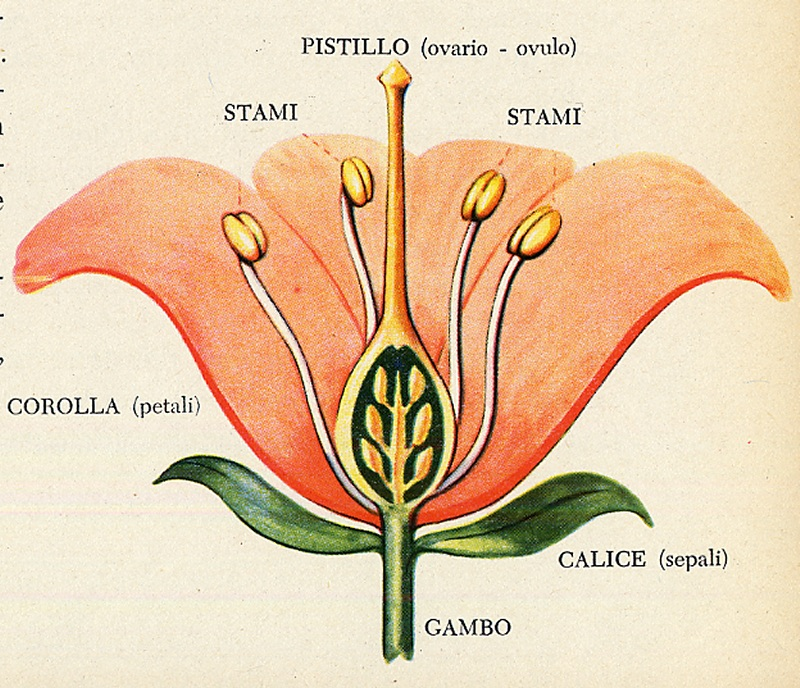 PISTILLO (ovario - ovulo)
STAMI
STAMI
COROLLA (petali)
CALICE (sepali)
GAMBO